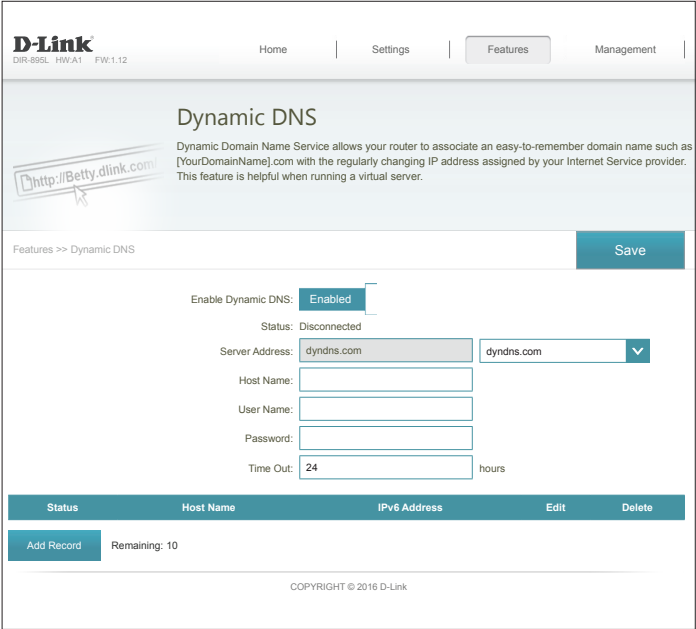 D-Link
DIR-895L HW:A1 FW:1.12
Home
Settings
Features
Management
http://Betty.dlink.com/
Dynamic DNS
Dynamic Domain Name Service allows your router to associate an easy-to-remember domain name such as
[YourDomainName].com with the regularly changing IP address assigned by your Internet Service provider.
This feature is helpful when running a virtual server.
Features >> Dynamic DNS
Save
Enable Dynamic DNS: Enabled
Status: Disconnected
Server Address: dyndns.com dyndns.com
Host Name:
User Name:
Password:
Time Out: 24 hours
Status Host Name IPv6 Address Edit Delete
Add Record Remaining: 10
COPYRIGHT © 2016 D-Link